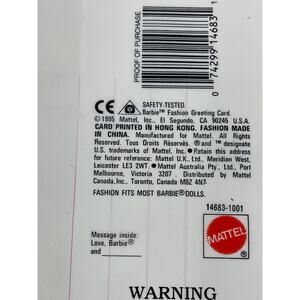 PROOF OF PURCHASE
0 74299 14683 1
CE
SAFETY-TESTED.
Barbie™ Fashion Greeting Card.
©1995 Mattel, Inc., El Segundo, CA 90245 U.S.A.
CARD PRINTED IN HONG KONG. FASHION MADE
IN CHINA. Manufactured for Mattel. All Rights
Reserved. Tous Droits Réservés. ® and ™ designate
U.S. trademarks of Mattel, Inc. ● Retain this address
for future reference: Mattel U.K., Ltd., Meridian West,
Leicester LE3 2WT. ● Mattel Australia Pty., Ltd., Port
Melbourne, Victoria 3207. Distributed by Mattel
Canada,Inc., Toronto, Canada M8Z 4N7.
FASHION FITS MOST BARBIE® DOLLS.
14683-1001
MATTEL
Message inside:
Love, Barbie®
and
WARNING